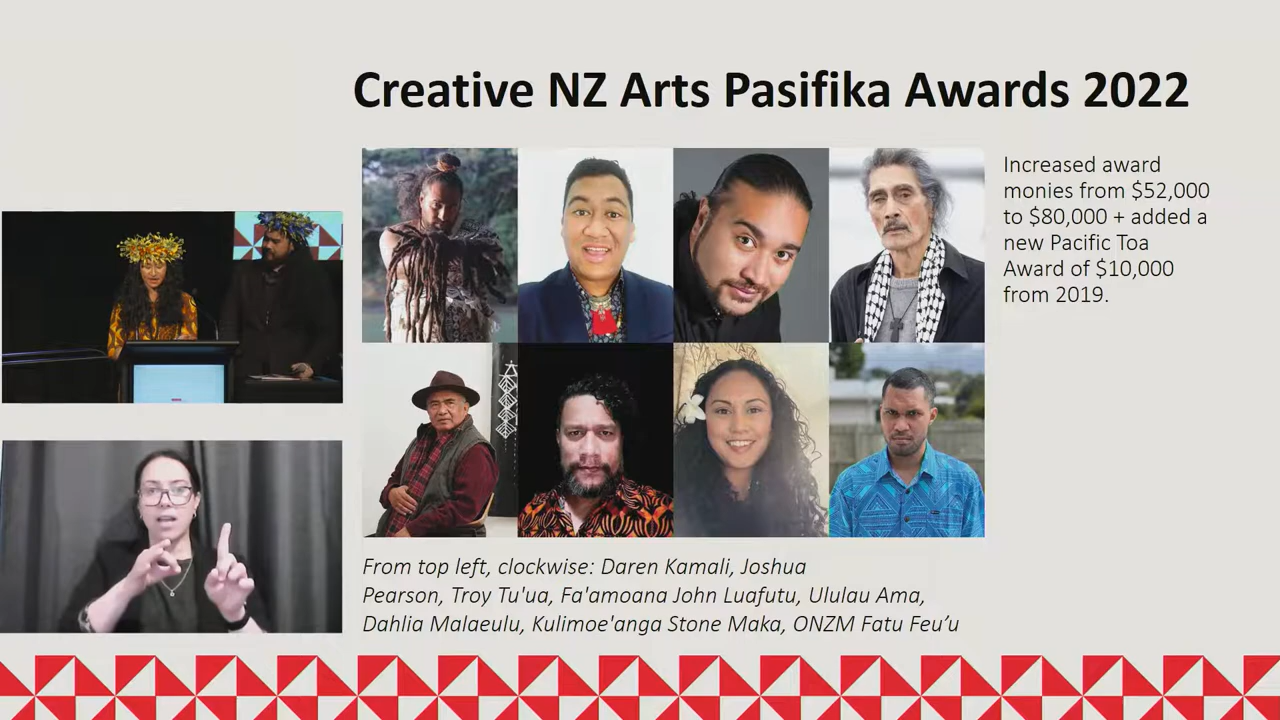 Creative NZ Arts Pasifika Awards 2022
Increased award
monies from $52,000
to $80,000 + added a
new Pacific Toa
Award of $10,000
from 2019.
From top left, clockwise: Daren Kamali, Joshua
Pearson, Troy Tu'ua, Fa'amoana John Luafutu, Ululau Ama,
Dahlia Malaeulu, Kulimoe'anga Stone Maka, ONZM Fatu Feu’u